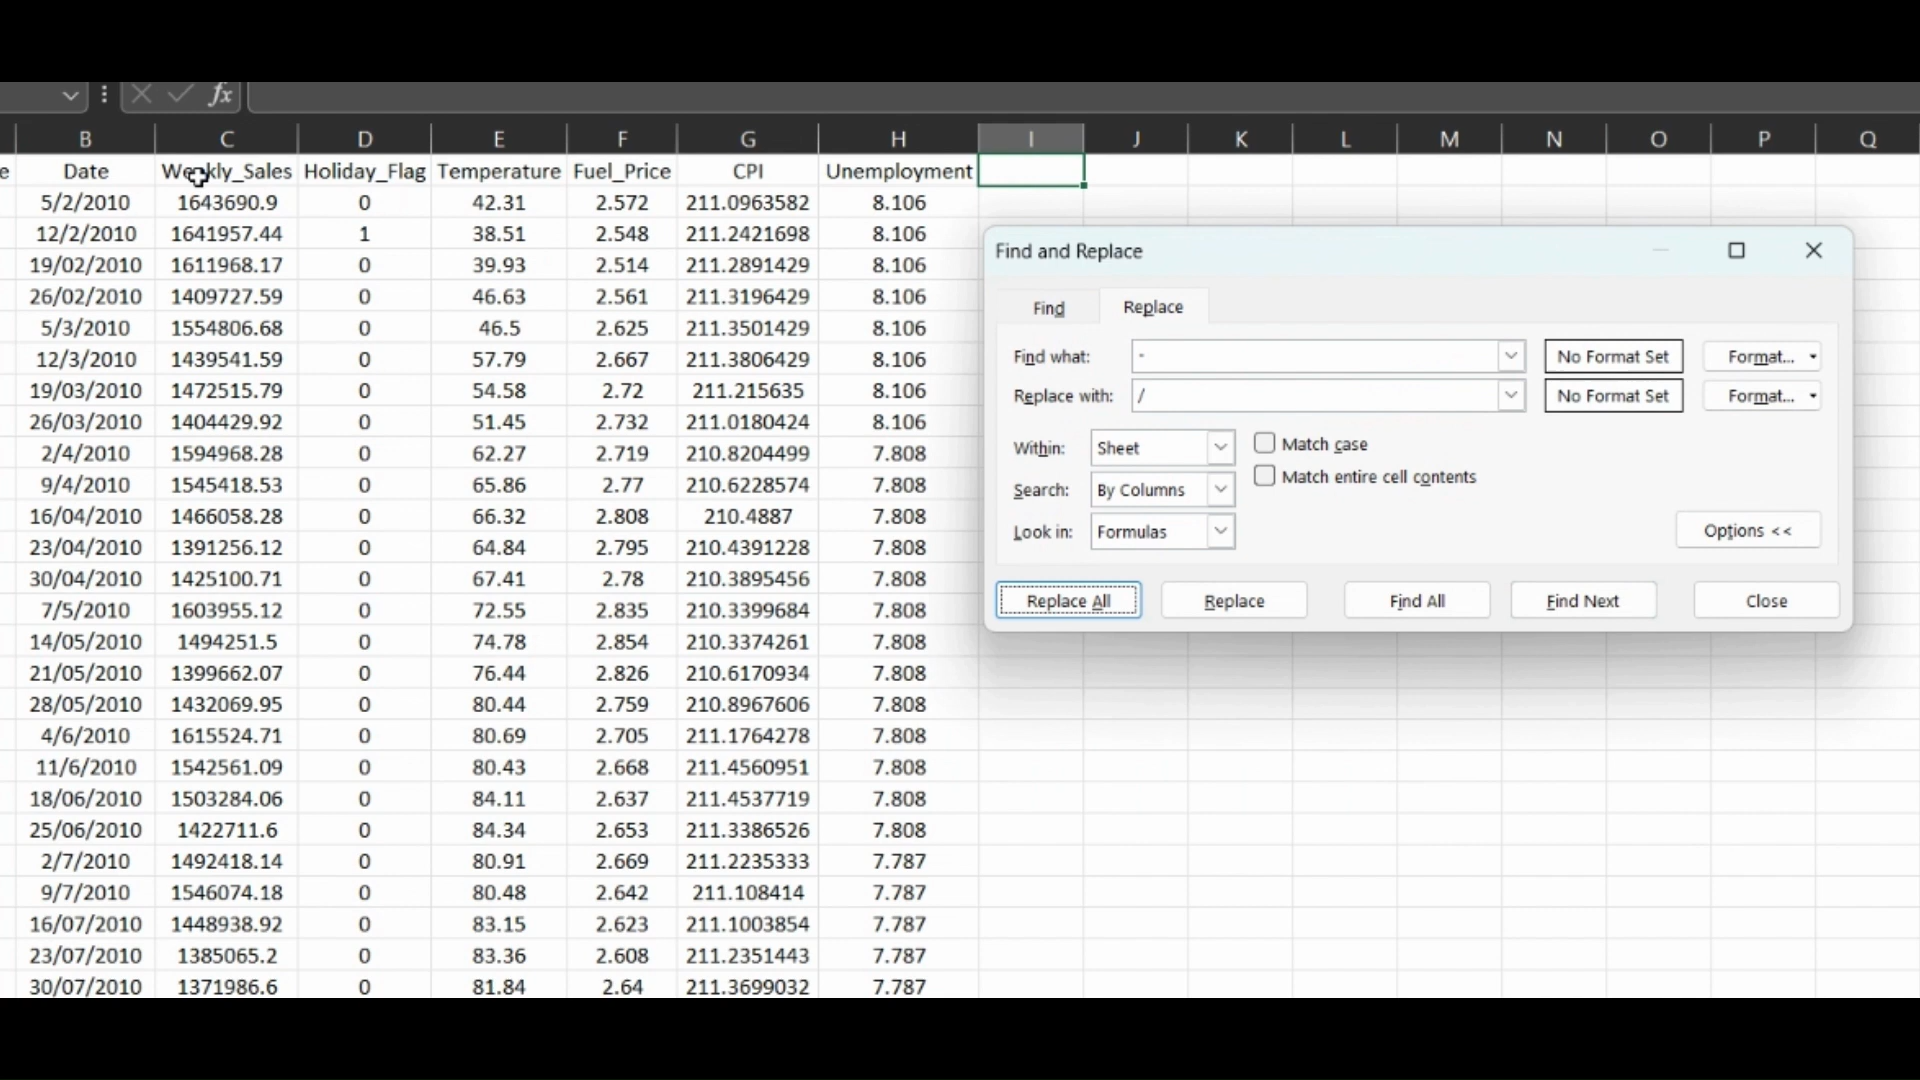 fx
B C D E F G H I J K L M N O P Q
e Date Weekly_Sales Holiday_Flag Temperature Fuel_Price CPI Unemployment
5/2/2010 1643690.9 0 42.31 2.572 211.0963582 8.106
12/2/2010 1641957.44 1 38.51 2.548 211.2421698 8.106
19/02/2010 1611968.17 0 39.93 2.514 211.2891429 8.106
26/02/2010 1409727.59 0 46.63 2.561 211.3196429 8.106
5/3/2010 1554806.68 0 46.5 2.625 211.3501429 8.106
12/3/2010 1439541.59 0 57.79 2.667 211.3806429 8.106
19/03/2010 1472515.79 0 54.58 2.72 211.215635 8.106
26/03/2010 1404429.92 0 51.45 2.732 211.0180424 8.106
2/4/2010 1594968.28 0 62.27 2.719 210.8204499 7.808
9/4/2010 1545418.53 0 65.86 2.77 210.6228574 7.808
16/04/2010 1466058.28 0 66.32 2.808 210.4887 7.808
23/04/2010 1391256.12 0 64.84 2.795 210.4391228 7.808
30/04/2010 1425100.71 0 67.41 2.78 210.3895456 7.808
7/5/2010 1603955.12 0 72.55 2.835 210.3399684 7.808
14/05/2010 1494251.5 0 74.78 2.854 210.3374261 7.808
21/05/2010 1399662.07 0 76.44 2.826 210.6170934 7.808
28/05/2010 1432069.95 0 80.44 2.759 210.8967606 7.808
4/6/2010 1615524.71 0 80.69 2.705 211.1764278 7.808
11/6/2010 1542561.09 0 80.43 2.668 211.4560951 7.808
18/06/2010 1503284.06 0 84.11 2.637 211.4537719 7.808
25/06/2010 1422711.6 0 84.34 2.653 211.3386526 7.808
2/7/2010 1492418.14 0 80.91 2.669 211.2235333 7.787
9/7/2010 1546074.18 0 80.48 2.642 211.108414 7.787
16/07/2010 1448938.92 0 83.15 2.623 211.1003854 7.787
23/07/2010 1385065.2 0 83.36 2.608 211.2351443 7.787
30/07/2010 1371986.6 0 81.84 2.64 211.3699032 7.787
Find and Replace
Find Replace
Find what: - No Format Set Format...
Replace with: / No Format Set Format...
Within: Sheet Match case
Search: By Columns Match entire cell contents
Look in: Formulas Options <<
Replace All Replace Find All Find Next Close